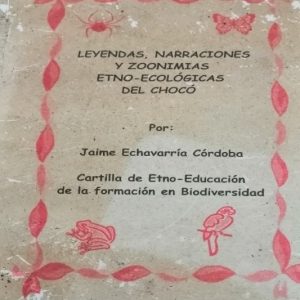 LEYENDAS, NARRACIONES
Y ZOONIMIAS
ETNO-ECOLÓGICAS
DEL CHOCÓ
Por:
Jaime Echavarría Córdoba
Cartilla de Etno-Educación
de la formación en Biodiversidad